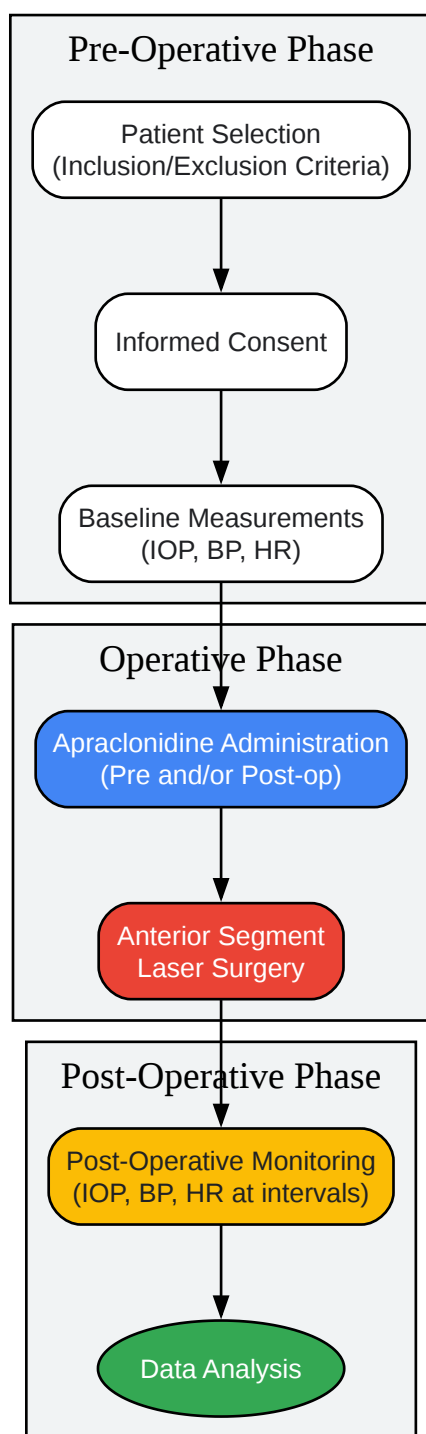 Pre-Operative Phase
Patient Selection
(Inclusion/Exclusion Criteria)
Informed Consent
Baseline Measurements
(IOP, BP, HR)
Operative Phase
Apraclonidine Administration
(Pre and/or Post-op)
Anterior Segment
Laser Surgery
Post-Operative Phase
Post-Operative Monitoring
(IOP, BP, HR at intervals)
Data Analysis